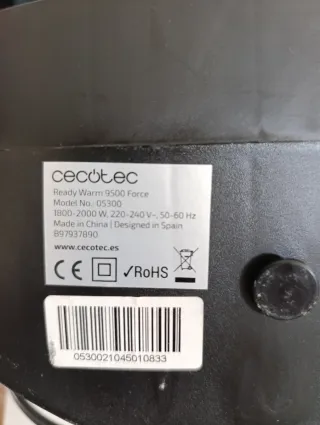 cecotec
Ready Warm 9500 Force
Model No.: 05300
1800-2000 W, 220-240 V~, 50-60 Hz
Made in China | Designed in Spain
B97937890
www.cecotec.es
CE ✓RoHS
0530021045010833